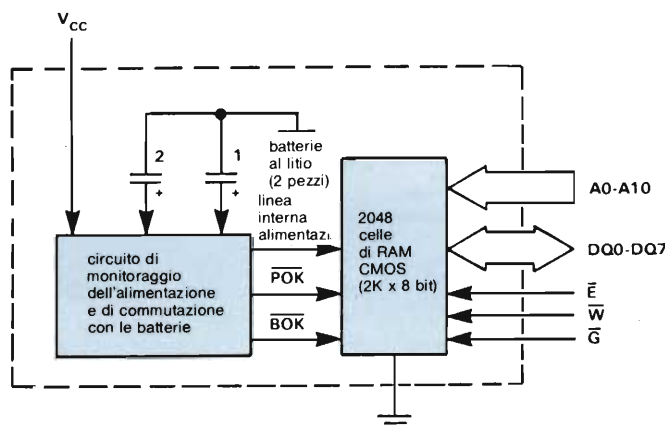 VCC
2
1
batterie
al litio
(2 pezzi)
linea
interna
alimentazi
circuito di
monitoraggio
dell'alimentazione
e di commutazione
con le batterie
+
+
POK
BOK
2048
celle
di RAM
CMOS
(2K x 8 bit)
A0-A10
DQ0-DQ7
E
W
G